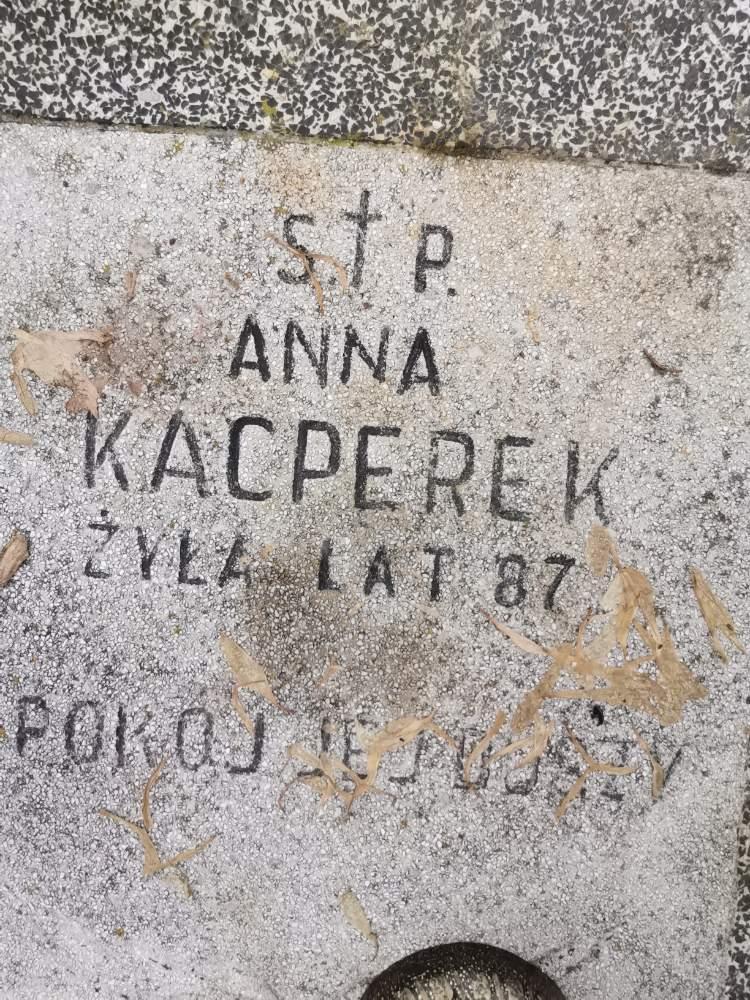 S.†P.
ANNA
KACPEREK
ŻYŁA LAT 87
POKÓJ JEJ DUSZY